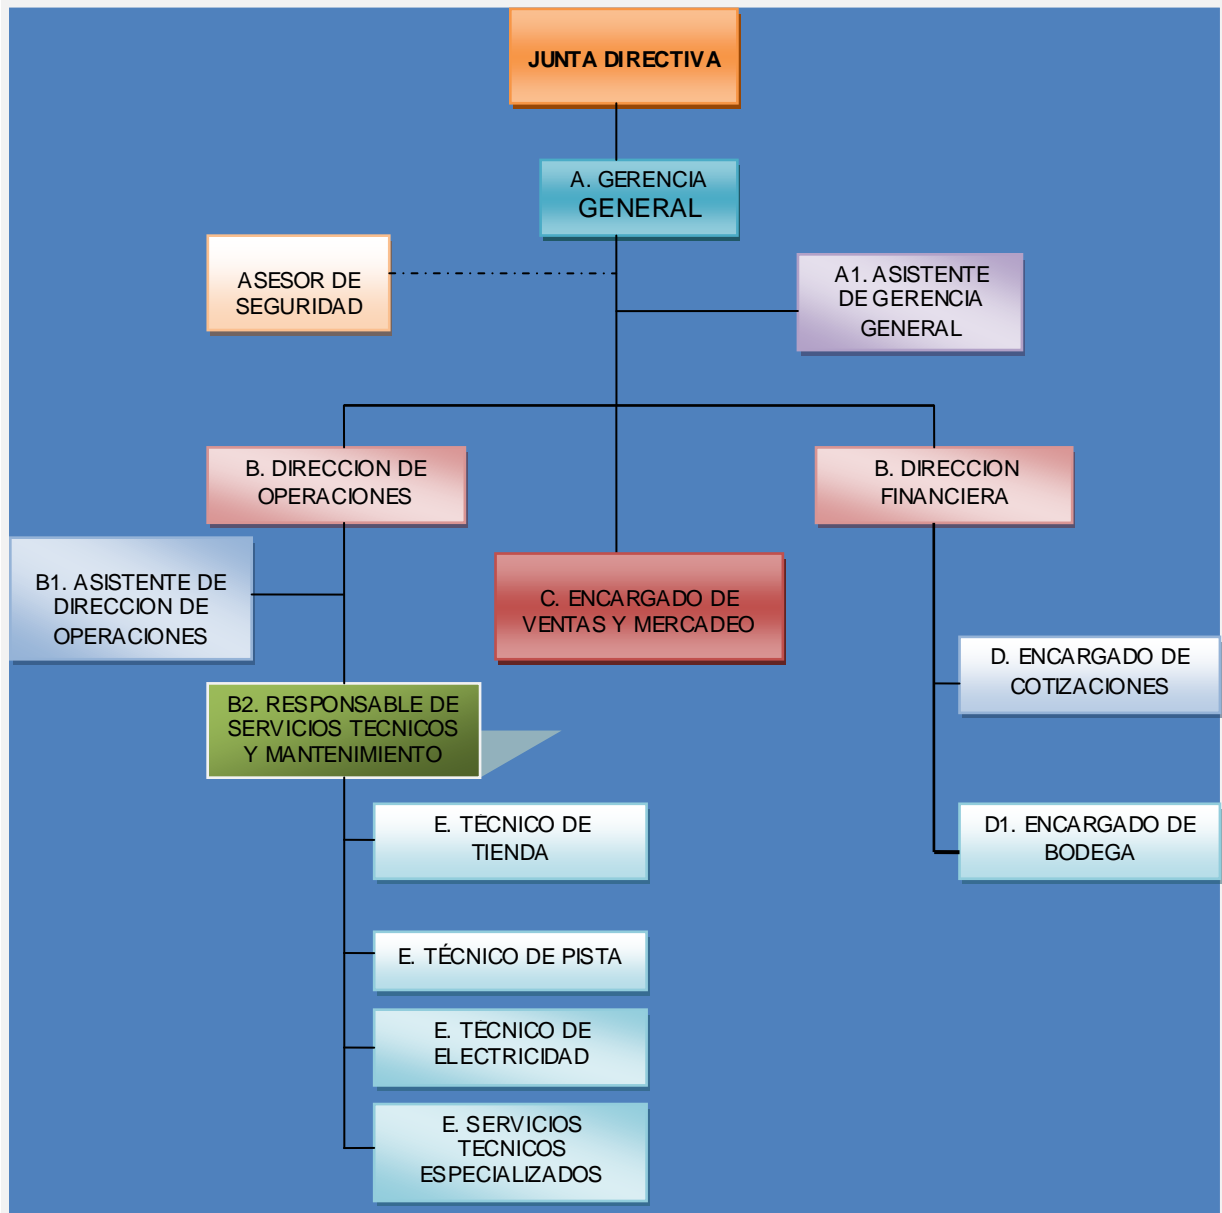 JUNTA DIRECTIVA
A. GERENCIA
GENERAL
ASESOR DE
SEGURIDAD
A1. ASISTENTE
DE GERENCIA
GENERAL
B. DIRECCION DE
OPERACIONES
B. DIRECCION
FINANCIERA
B1. ASISTENTE DE
DIRECCION DE
OPERACIONES
C. ENCARGADO DE
VENTAS Y MERCADEO
D. ENCARGADO DE
COTIZACIONES
B2. RESPONSABLE DE
SERVICIOS TECNICOS
Y MANTENIMIENTO
E. TÉCNICO DE
TIENDA
D1. ENCARGADO DE
BODEGA
E. TÉCNICO DE PISTA
E. TÉCNICO DE
ELECTRICIDAD
E. SERVICIOS
TECNICOS
ESPECIALIZADOS